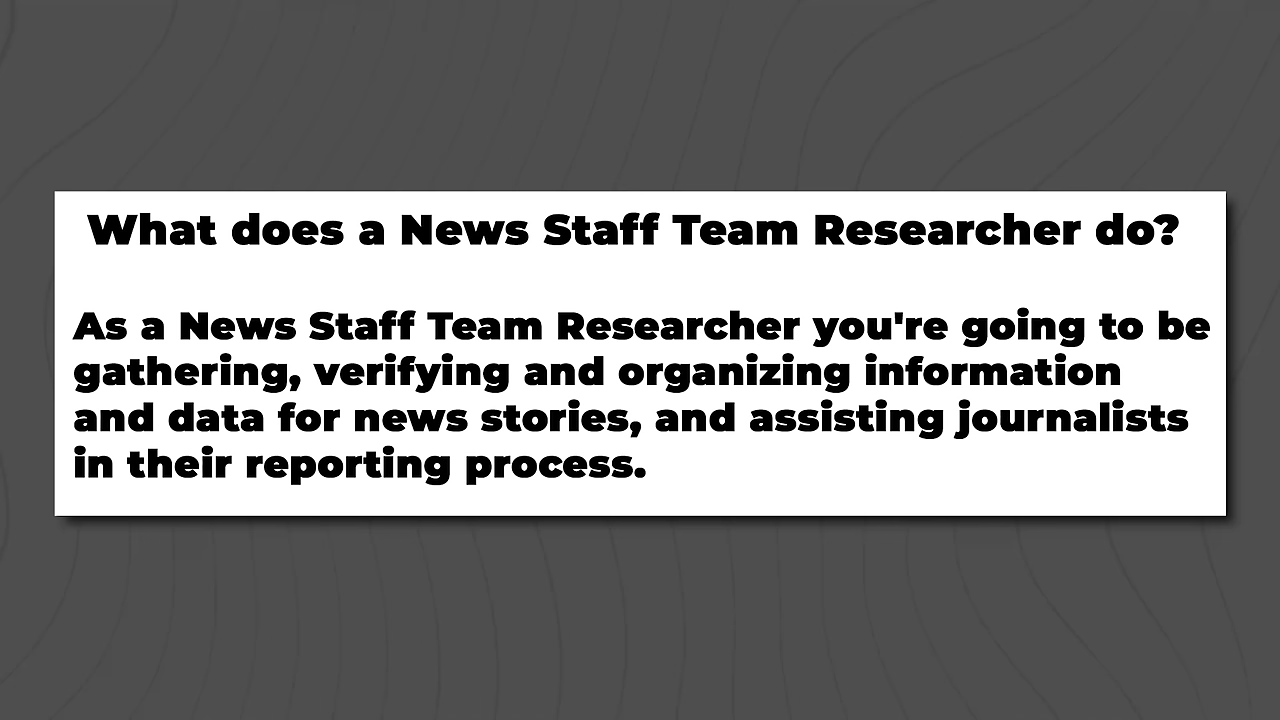 What does a News Staff Team Researcher do?
As a News Staff Team Researcher you're going to be
gathering, verifying and organizing information
and data for news stories, and assisting journalists
in their reporting process.